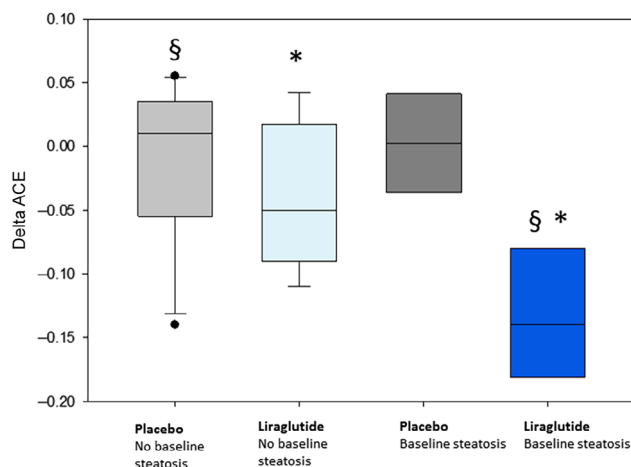 0.10
§
*
0.05
0.00
−0.05
§ *
−0.10
−0.15
−0.20
Delta ACE
Placebo
No baseline
steatosis
Liraglutide
No baseline
steatosis
Placebo
Baseline steatosis
Liraglutide
Baseline steatosis